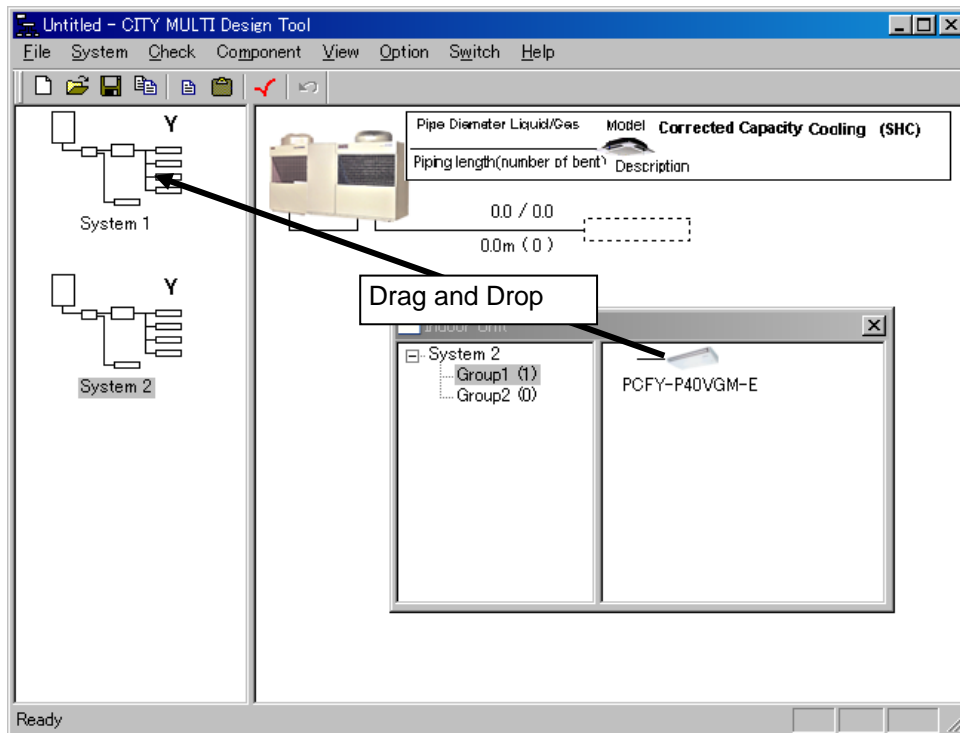 Untitled - CITY MULTI Design Tool
File System Check Component View Option Switch Help
Y
System 1
Y
System 2
Pipe Diameter Liquid/Gas Model Corrected Capacity Cooling (SHC)
Piping length(number of bent) Description
0.0 / 0.0
0.0m ( 0 )
Drag and Drop
Indoor Unit
System 2
Group1 (1)
Group2 (0)
PCFY-P40VGM-E
Ready